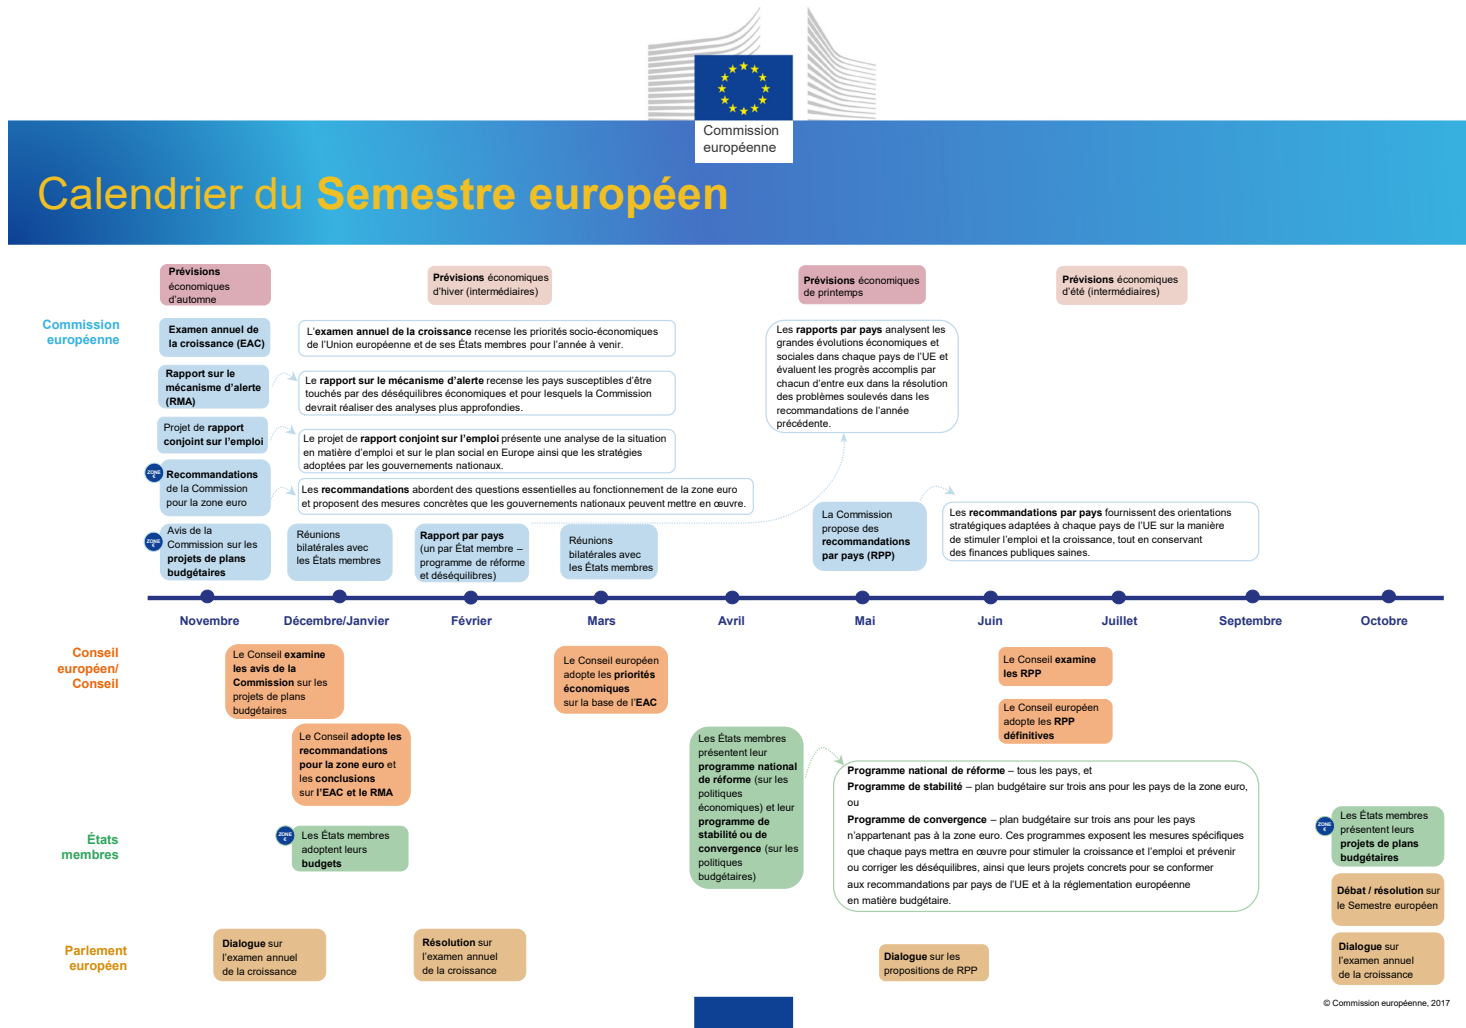 Commission
européenne
Calendrier du Semestre européen
Prévisions
économiques
d'automne
Prévisions économiques
d'hiver (intermédiaires)
Prévisions économiques
de printemps
Prévisions économiques
d'été (intermédiaires)
Commission
européenne
Examen annuel de
la croissance (EAC)
L'examen annuel de la croissance recense les priorités socio-économiques
de l'Union européenne et de ses États membres pour l'année à venir.
Rapport sur le
mécanisme d'alerte
(RMA)
Le rapport sur le mécanisme d'alerte recense les pays susceptibles d'être
touchés par des déséquilibres économiques et pour lesquels la Commission
devrait réaliser des analyses plus approfondies.
Projet de rapport
conjoint sur l'emploi
Le projet de rapport conjoint sur l'emploi présente une analyse de la situation
en matière d'emploi et sur le plan social en Europe ainsi que les stratégies
adoptées par les gouvernements nationaux.
ZONE
€
Recommandations
de la Commission
pour la zone euro
Les recommandations abordent des questions essentielles au fonctionnement de la zone euro
et proposent des mesures concrètes que les gouvernements nationaux peuvent mettre en œuvre.
Les rapports par pays analysent les
grandes évolutions économiques et
sociales dans chaque pays de l'UE et
évaluent les progrès accomplis par
chacun d'entre eux dans la résolution
des problèmes soulevés dans les
recommandations de l'année
précédente.
ZONE
€
Avis de la
Commission sur les
projets de plans
budgétaires
Réunions
bilatérales avec
les États membres
Rapport par pays
(un par État membre –
programme de réforme
et déséquilibres)
Réunions
bilatérales avec
les États membres
La Commission
propose des
recommandations
par pays (RPP)
Les recommandations par pays fournissent des orientations
stratégiques adaptées à chaque pays de l'UE sur la manière
de stimuler l'emploi et la croissance, tout en conservant
des finances publiques saines.
Novembre
Décembre/Janvier
Février
Mars
Avril
Mai
Juin
Juillet
Septembre
Octobre
Conseil
européen/
Conseil
Le Conseil examine
les avis de la
Commission sur les
projets de plans
budgétaires
Le Conseil adopte les
recommandations
pour la zone euro et
les conclusions
sur l'EAC et le RMA
Le Conseil européen
adopte les priorités
économiques
sur la base de l'EAC
Le Conseil examine
les RPP
Le Conseil européen
adopte les RPP
définitives
États
membres
ZONE
€
Les États membres
adoptent leurs
budgets
Les États membres
présentent leur
programme national
de réforme (sur les
politiques
économiques) et leur
programme de
stabilité ou de
convergence (sur les
politiques
budgétaires)
Programme national de réforme – tous les pays, et
Programme de stabilité – plan budgétaire sur trois ans pour les pays de la zone euro,
ou
Programme de convergence – plan budgétaire sur trois ans pour les pays
n'appartenant pas à la zone euro. Ces programmes exposent les mesures spécifiques
que chaque pays mettra en œuvre pour stimuler la croissance et l'emploi et prévenir
ou corriger les déséquilibres, ainsi que leurs projets concrets pour se conformer
aux recommandations par pays de l'UE et à la réglementation européenne
en matière budgétaire.
ZONE
€
Les États membres
présentent leurs
projets de plans
budgétaires
Parlement
européen
Dialogue sur
l'examen annuel
de la croissance
Résolution sur
l'examen annuel
de la croissance
Dialogue sur les
propositions de RPP
Débat / résolution sur
le Semestre européen
Dialogue sur
l'examen annuel
de la croissance
© Commission européenne, 2017